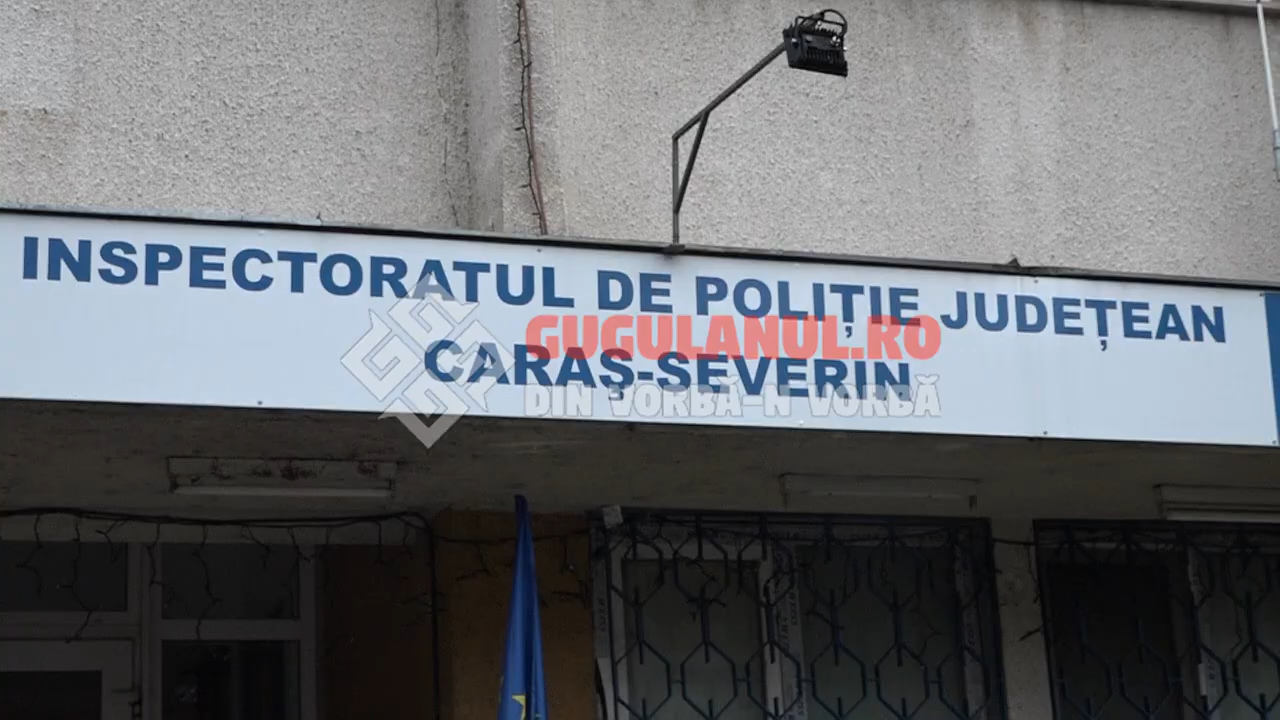 INSPECTORATUL DE POLIȚIE JUDEȚEAN
GUGULANUL.RO
CARAȘ-SEVERIN
DIN VORBĂ-N VORBĂ